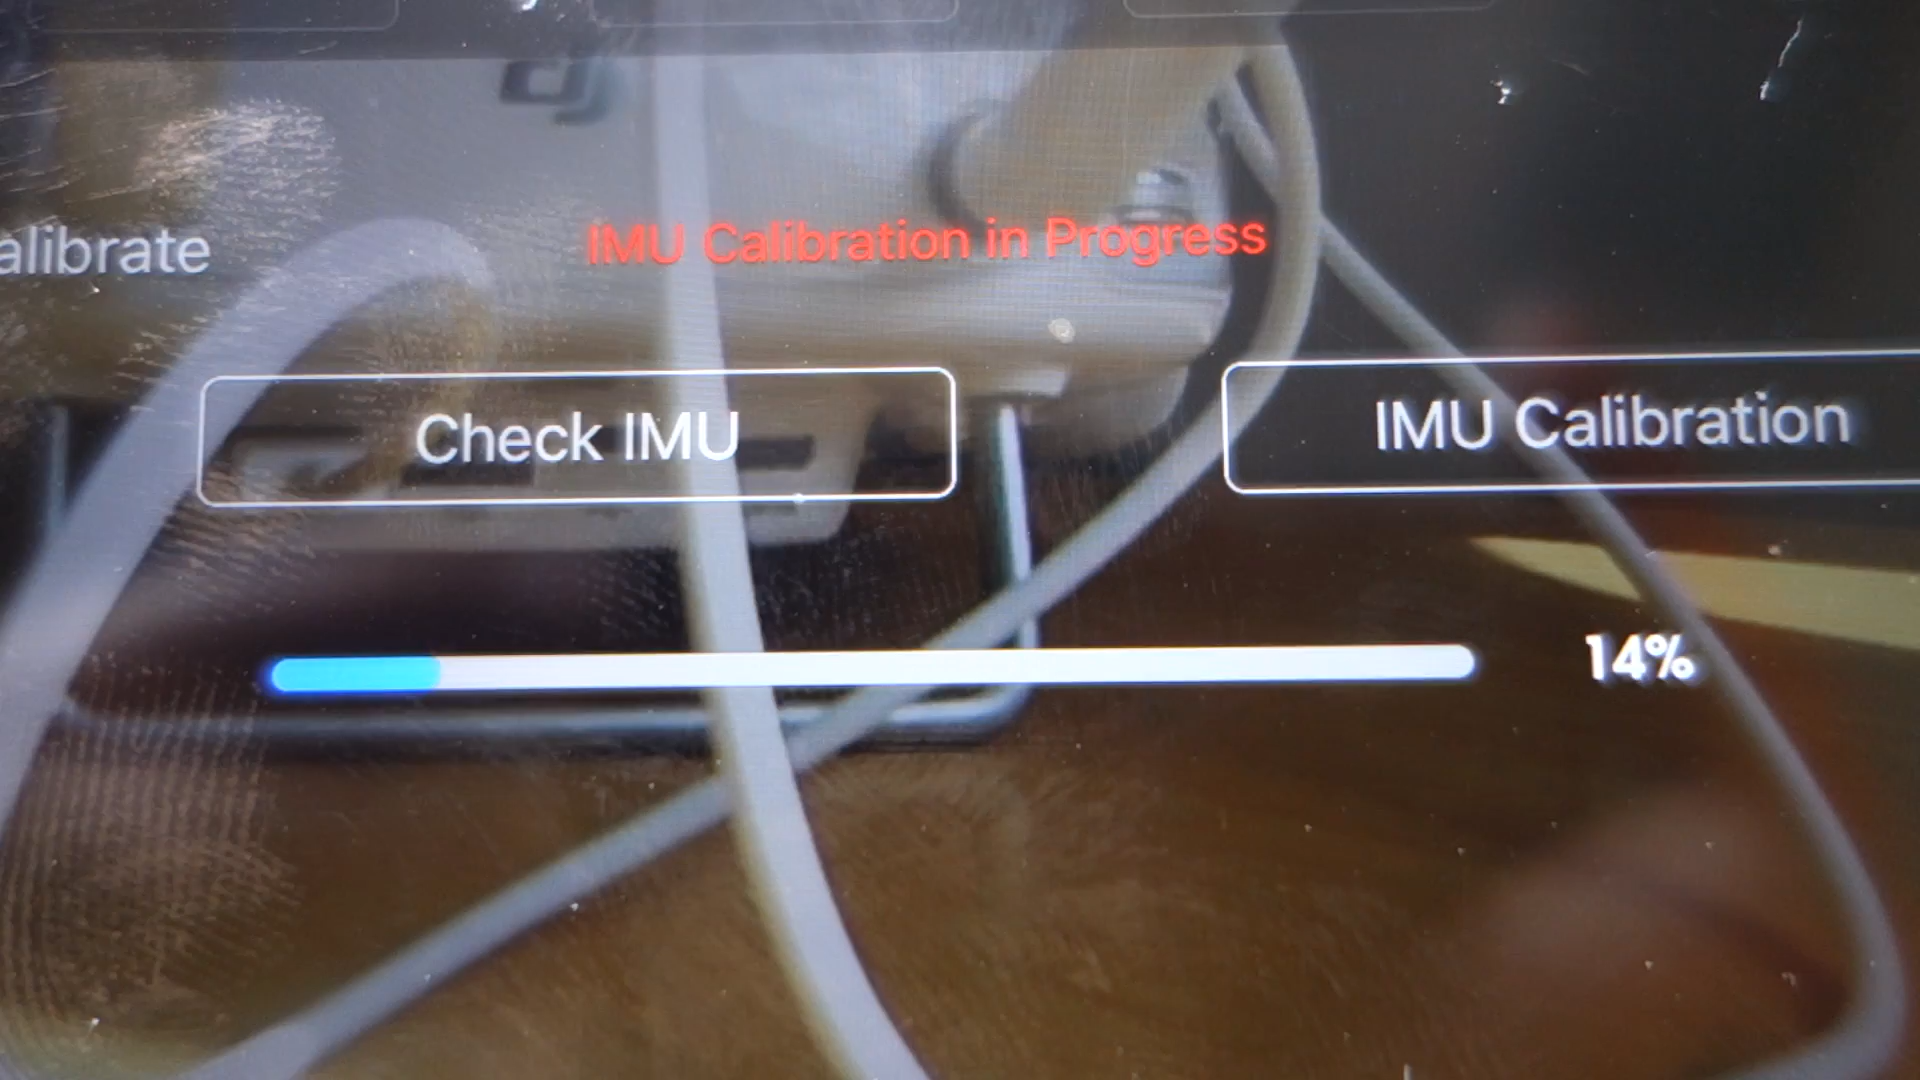 IMU Calibration in Progress
alibrate
Check IMU
IMU Calibration
14%